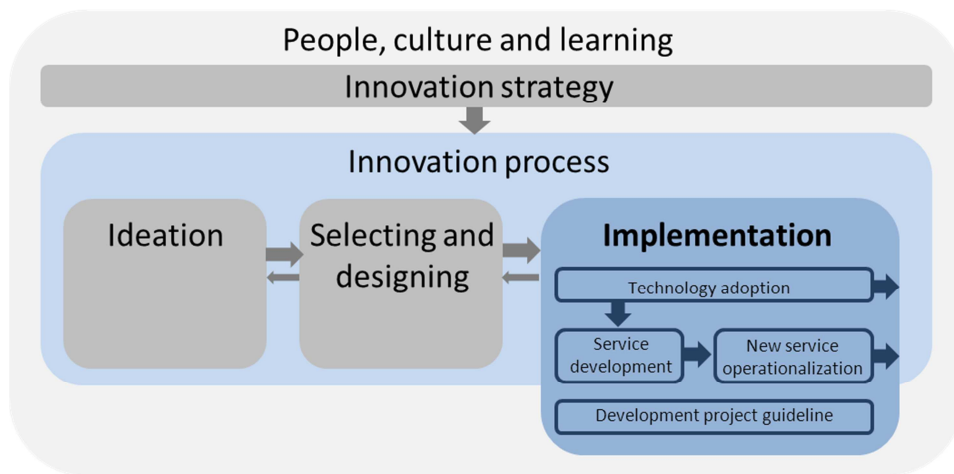 People, culture and learning
Innovation strategy
Innovation process
Ideation
Selecting and
designing
Implementation
Technology adoption
Service
development
New service
operationalization
Development project guideline